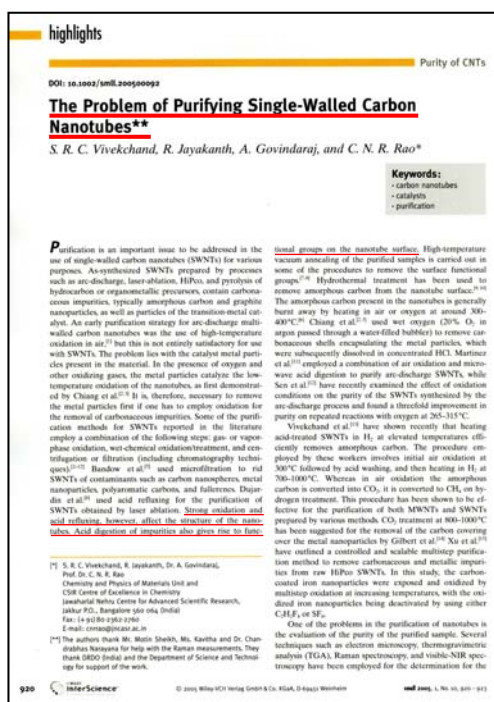 highlights
Purity of CNTs
DOI: 10.1002/smll.200500092
The Problem of Purifying Single-Walled Carbon
Nanotubes**
S. R. C. Vivekchand, R. Jayakanth, A. Govindaraj, and C. N. R. Rao*
Keywords:
· carbon nanotubes
· catalysts
· purification
Purification is an important issue to be addressed in the
use of single-walled carbon nanotubes (SWNTs) for various
purposes. As-synthesized SWNTs prepared by processes
such as arc-discharge, laser-ablation, HiPco, and pyrolysis of
hydrocarbon or organometallic precursors, contain carbona-
ceous impurities, typically amorphous carbon and graphite
nanoparticles, as well as particles of the transition-metal cat-
alyst. An early purification strategy for arc-discharge multi-
walled carbon nanotubes was the use of high-temperature
oxidation in air,[1] but this is not entirely satisfactory for use
with SWNTs. The problem lies with the catalyst metal parti-
cles present in the material. In the presence of oxygen and
other oxidizing gases, the metal particles catalyze the low-
temperature oxidation of the nanotubes, as first demonstrat-
ed by Chiang et al.[2,3] It is, therefore, necessary to remove
the metal particles first if one has to employ oxidation for
the removal of carbonaceous impurities. Some of the purifi-
cation methods for SWNTs reported in the literature
employ a combination of the following steps: gas- or vapor-
phase oxidation, wet-chemical oxidation/treatment, and cen-
trifugation or filtration (including chromatography techni-
ques).[2–12] Bandow et al.[5] used microfiltration to rid
SWNTs of contaminants such as carbon nanospheres, metal
nanoparticles, polyaromatic carbons, and fullerenes. Dujar-
din et al.[6] used acid refluxing for the purification of
SWNTs obtained by laser ablation. Strong oxidation and
acid refluxing, however, affect the structure of the nano-
tubes. Acid digestion of impurities also gives rise to func-
[*] S. R. C. Vivekchand, R. Jayakanth, Dr. A. Govindaraj,
Prof. Dr. C. N. R. Rao
Chemistry and Physics of Materials Unit and
CSIR Centre of Excellence in Chemistry
Jawaharlal Nehru Centre for Advanced Scientific Research,
Jakkur P.O., Bangalore 560 064 (India)
Fax: (+91) 80-2362-2760
E-mail: cnrrao@jncasr.ac.in
[**] The authors thank Mr. Motin Sheikh, Ms. Kavitha and Dr. Chan-
drabhas Narayana for help with the Raman measurements. They
thank DRDO (India) and the Department of Science and Technol-
ogy for support of the work.
tional groups on the nanotube surface. High-temperature
vacuum annealing of the purified samples is carried out in
some of the procedures to remove the surface functional
groups.[7,8] Hydrothermal treatment has been used to
remove amorphous carbon from the nanotube surface.[9,10]
The amorphous carbon present in the nanotubes is generally
burnt away by heating in air or oxygen at around 300–
400°C.[6] Chiang et al.[2,3] used wet oxygen (20% O2 in
argon passed through a water-filled bubbler) to remove car-
bonaceous shells encapsulating the metal particles, which
were subsequently dissolved in concentrated HCl. Martinez
et al.[11] employed a combination of air oxidation and micro-
wave acid digestion to purify arc-discharge SWNTs, while
Sen et al.[12] have recently examined the effect of oxidation
conditions on the purity of the SWNTs synthesized by the
arc-discharge process and found a threefold improvement in
purity on repeated reactions with oxygen at 265–315°C.
Vivekchand et al.[13] have shown recently that heating
acid-treated SWNTs in H2 at elevated temperatures effi-
ciently removes amorphous carbon. The procedure em-
ployed by these workers involves initial air oxidation at
300°C followed by acid washing, and then heating in H2 at
700–1000°C. Whereas in air oxidation the amorphous
carbon is converted into CO2, it is converted to CH4 on hy-
drogen treatment. This procedure has been shown to be ef-
fective for the purification of both MWNTs and SWNTs
prepared by various methods. CO2 treatment at 800–1000°C
has been suggested for the removal of the carbon covering
over the metal nanoparticles by Gilbert et al.[14] Xu et al.[15]
have outlined a controlled and scalable multistep purifica-
tion method to remove carbonaceous and metallic impuri-
ties from raw HiPco SWNTs. In this study, the carbon-
coated iron nanoparticles were exposed and oxidized by
multistep oxidation at increasing temperatures, with the oxi-
dized iron nanoparticles being deactivated by using either
C2H2F4 or SF6.
One of the problems in the purification of nanotubes is
the evaluation of the purity of the purified sample. Several
techniques such as electron microscopy, thermogravimetric
analysis (TGA), Raman spectroscopy, and visible-NIR spec-
troscopy have been employed for the determination for the
920
InterScience®
© 2005 Wiley-VCH Verlag GmbH & Co. KGaA, D-69451 Weinheim
small 2005, 1, No. 10, 920 – 923